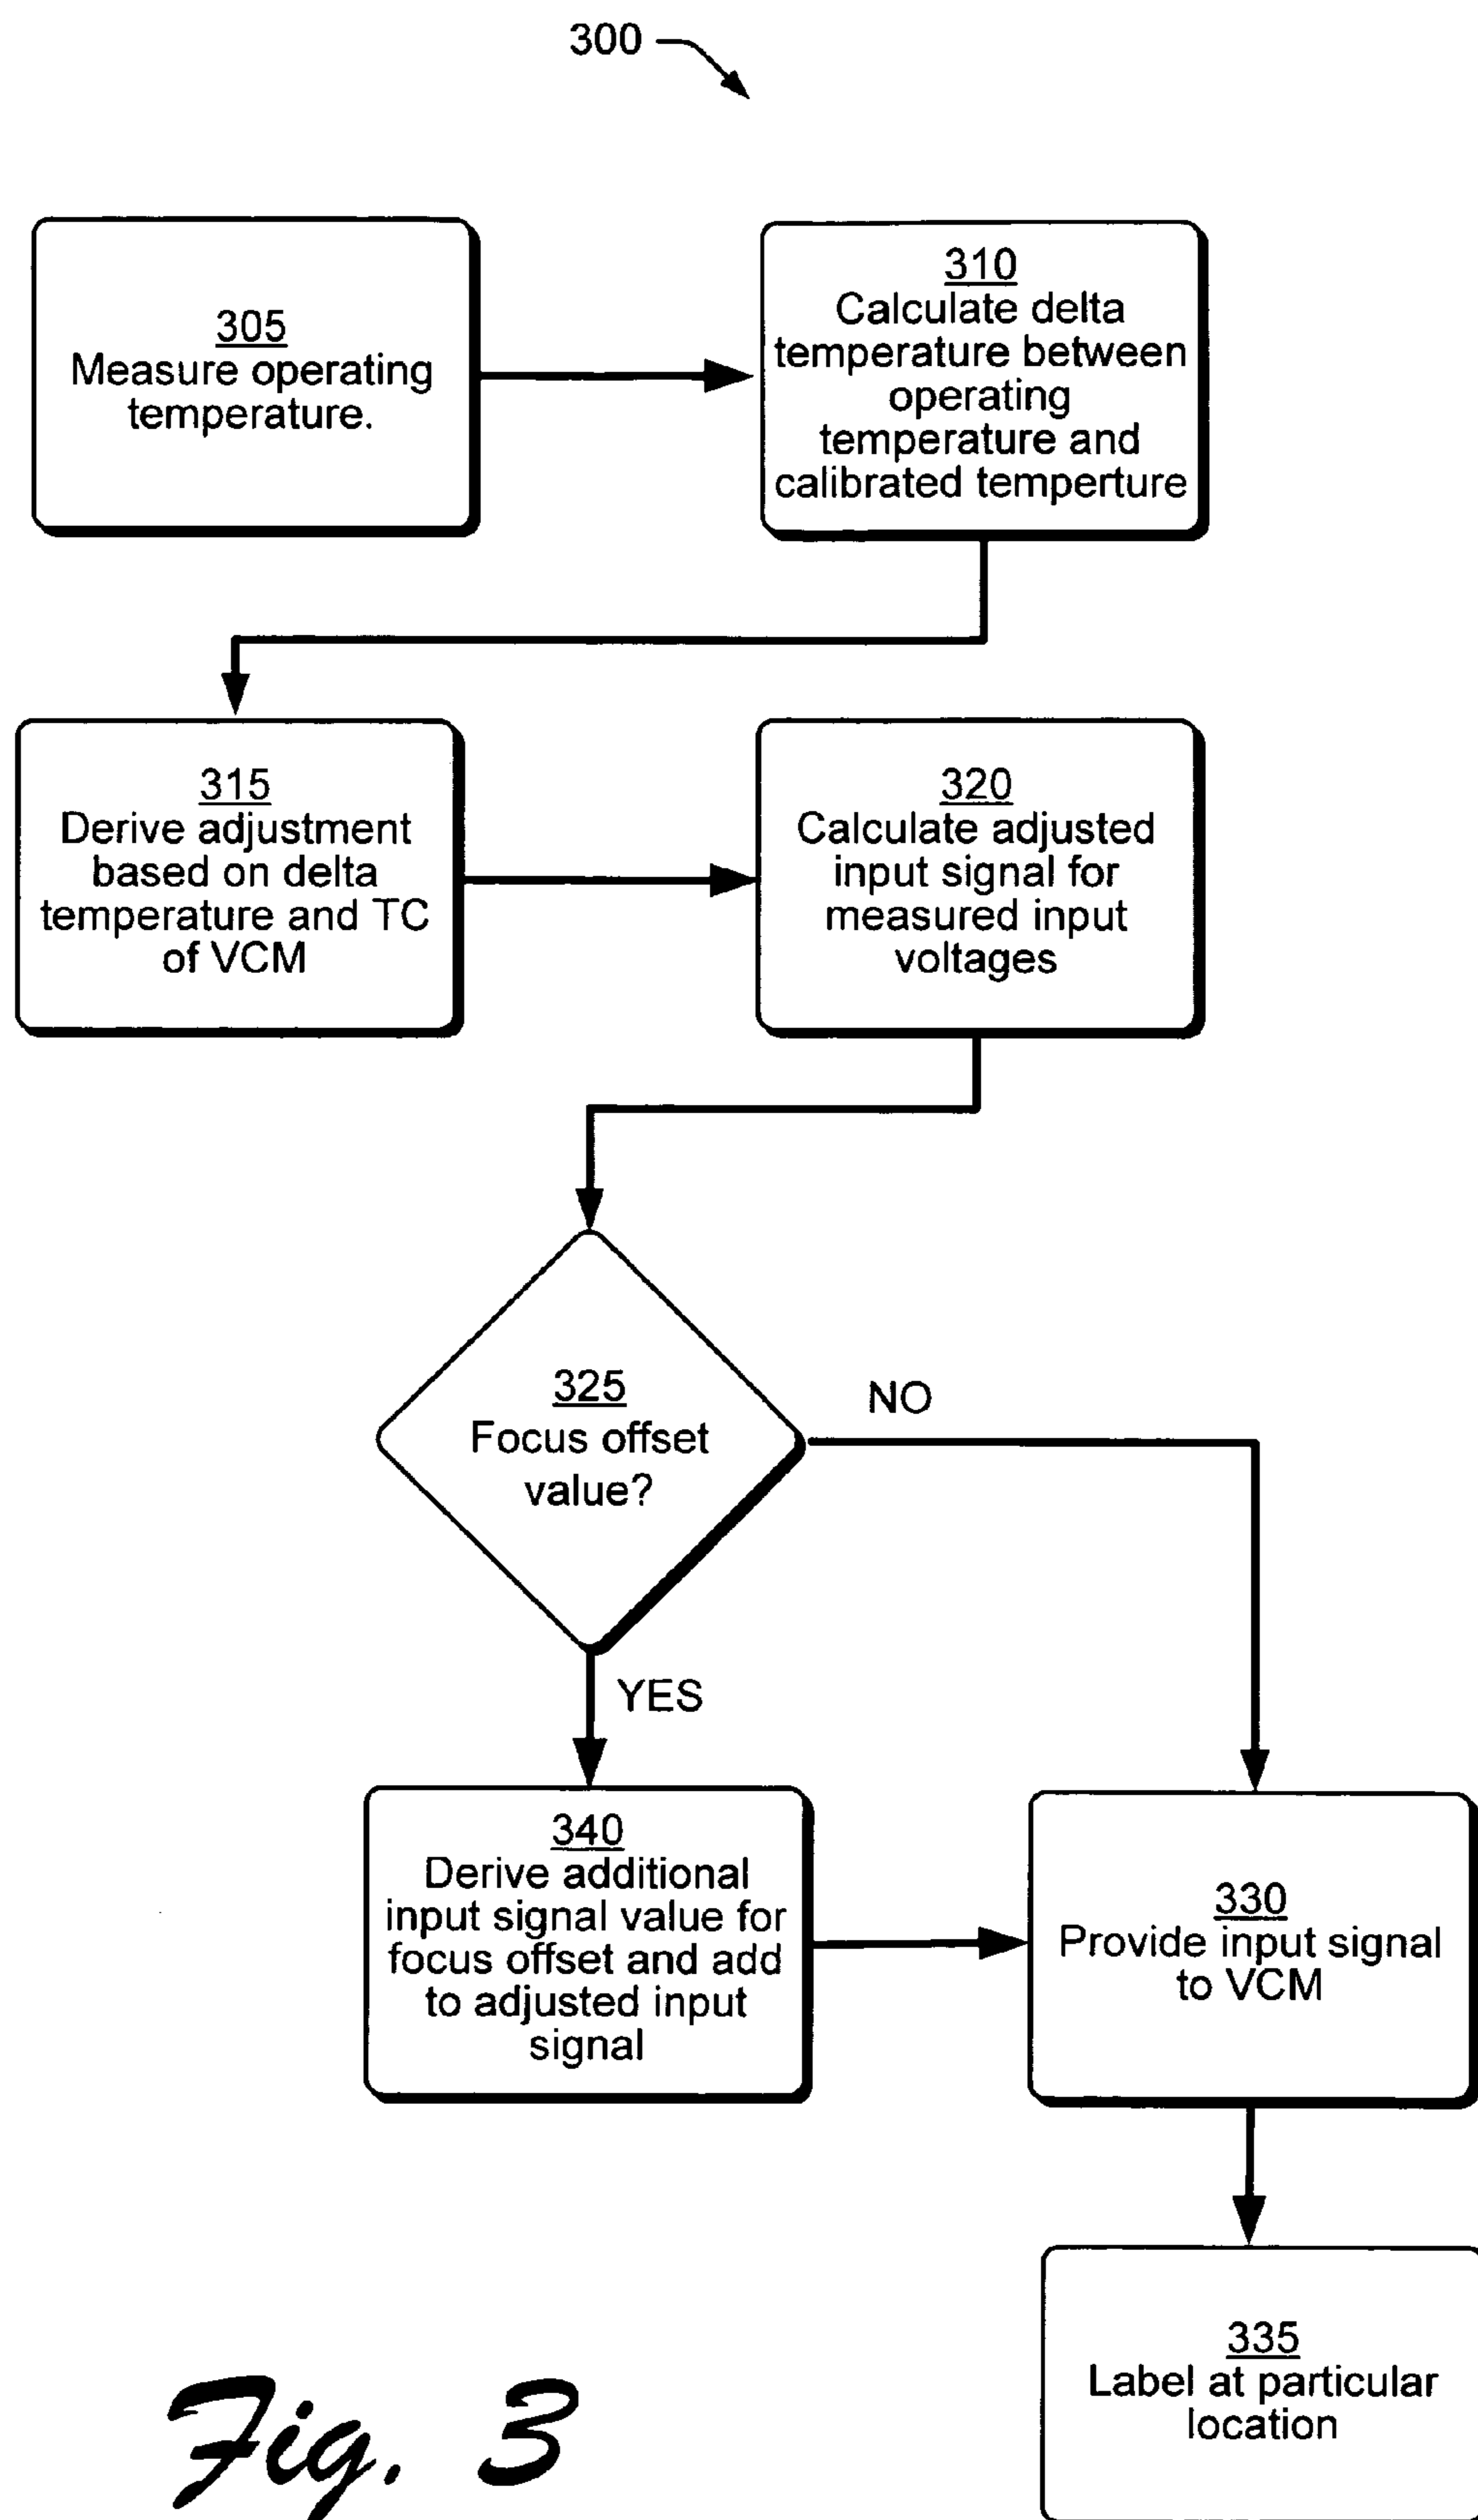 300
305
Measure operating
temperature.
310
Calculate delta
temperature between
operating
temperature and
calibrated temperture
315
Derive adjustment
based on delta
temperature and TC
of VCM
320
Calculate adjusted
input signal for
measured input
voltages
325
Focus offset
value?
NO
YES
340
Derive additional
input signal value for
focus offset and add
to adjusted input
signal
330
Provide input signal
to VCM
335
Label at particular
location
Fig. 3